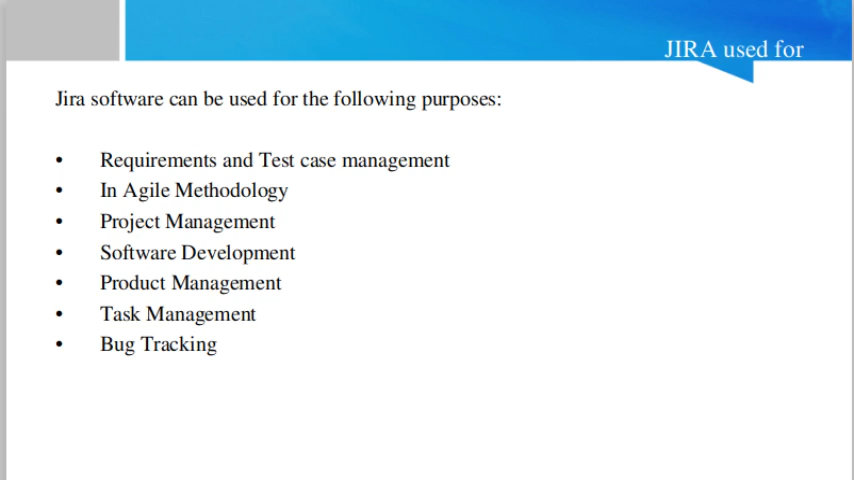 JIRA used for
Jira software can be used for the following purposes:
• Requirements and Test case management
• In Agile Methodology
• Project Management
• Software Development
• Product Management
• Task Management
• Bug Tracking